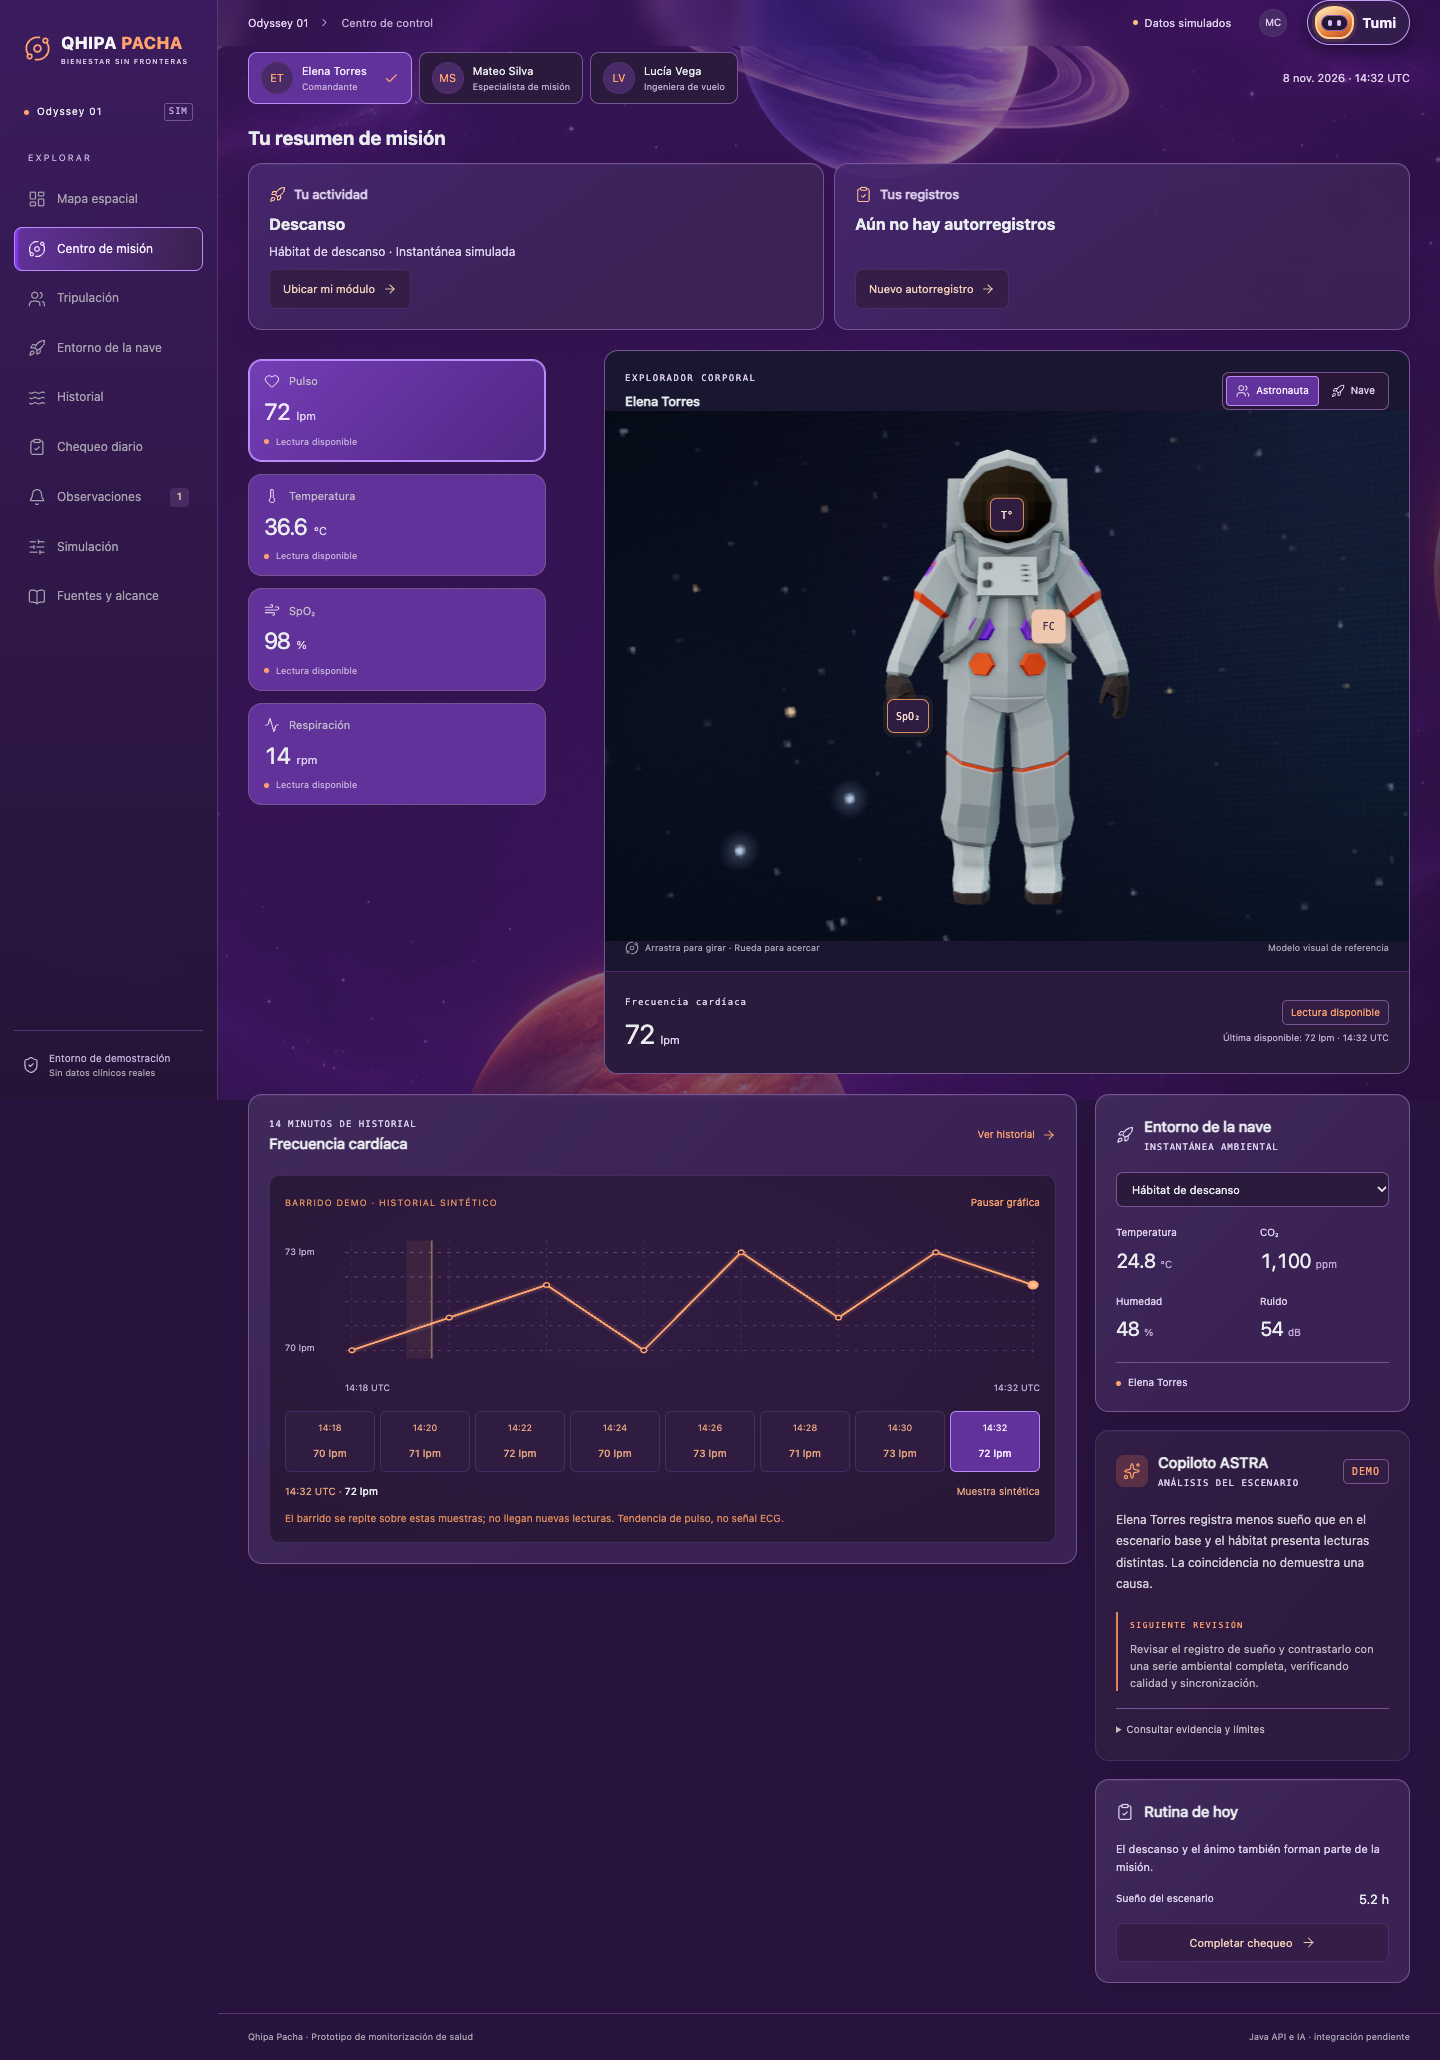 QHIPA PACHA
BIENESTAR SIN FRONTERAS
Odyssey 01
SIM
EXPLORAR
Mapa espacial
Centro de misión
Tripulación
Entorno de la nave
Historial
Chequeo diario
Observaciones
1
Simulación
Fuentes y alcance
Entorno de demostración
Sin datos clínicos reales
Odyssey 01
Centro de control
Datos simulados
MC
Tumi
ET
Elena Torres
Comandante
MS
Mateo Silva
Especialista de misión
LV
Lucía Vega
Ingeniera de vuelo
8 nov. 2026 · 14:32 UTC
Tu resumen de misión
Tu actividad
Descanso
Hábitat de descanso · Instantánea simulada
Ubicar mi módulo
Tus registros
Aún no hay autorregistros
Nuevo autorregistro
Pulso
72 lpm
Lectura disponible
Temperatura
36.6 °C
Lectura disponible
SpO₂
98 %
Lectura disponible
Respiración
14 rpm
Lectura disponible
EXPLORADOR CORPORAL
Elena Torres
Astronauta
Nave
T°
FC
SpO₂
Arrastra para girar · Rueda para acercar
Modelo visual de referencia
Frecuencia cardíaca
72 lpm
Lectura disponible
Última disponible: 72 lpm · 14:32 UTC
14 MINUTOS DE HISTORIAL
Frecuencia cardíaca
Ver historial
BARRIDO DEMO · HISTORIAL SINTÉTICO
Pausar gráfica
73 lpm
70 lpm
14:18 UTC
14:32 UTC
14:18
70 lpm
14:20
71 lpm
14:22
72 lpm
14:24
70 lpm
14:26
73 lpm
14:28
71 lpm
14:30
73 lpm
14:32
72 lpm
14:32 UTC · 72 lpm
Muestra sintética
El barrido se repite sobre estas muestras; no llegan nuevas lecturas. Tendencia de pulso, no señal ECG.
Entorno de la nave
INSTANTÁNEA AMBIENTAL
Hábitat de descanso
Temperatura
24.8 °C
CO₂
1,100 ppm
Humedad
48 %
Ruido
54 dB
Elena Torres
Copiloto ASTRA
ANÁLISIS DEL ESCENARIO
DEMO
Elena Torres registra menos sueño que en el
escenario base y el hábitat presenta lecturas
distintas. La coincidencia no demuestra una
causa.
SIGUIENTE REVISIÓN
Revisar el registro de sueño y contrastarlo con
una serie ambiental completa, verificando
calidad y sincronización.
Consultar evidencia y límites
Rutina de hoy
El descanso y el ánimo también forman parte de la
misión.
Sueño del escenario
5.2 h
Completar chequeo
Qhipa Pacha · Prototipo de monitorización de salud
Java API e IA · integración pendiente